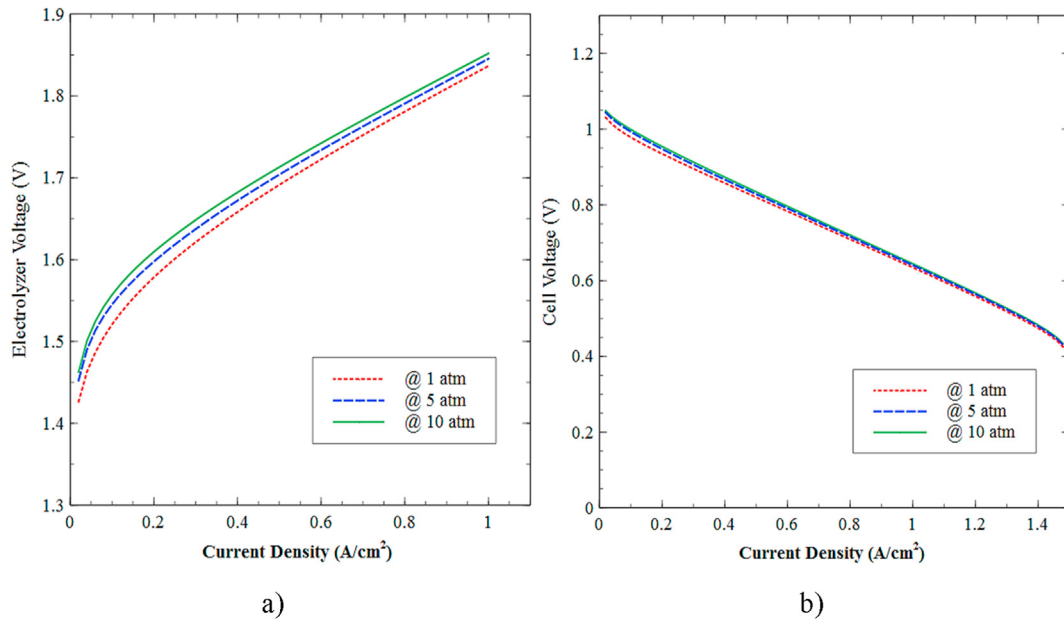 1.9
1.8
1.7
1.6
1.5
1.4
1.3
Electrolyzer Voltage (V)
@ 1 atm
@ 5 atm
@ 10 atm
0 0.2 0.4 0.6 0.8 1
Current Density (A/cm²)
a)
1.2
1
0.8
0.6
0.4
0.2
0
Cell Voltage (V)
@ 1 atm
@ 5 atm
@ 10 atm
0 0.2 0.4 0.6 0.8 1 1.2 1.4
Current Density (A/cm²)
b)